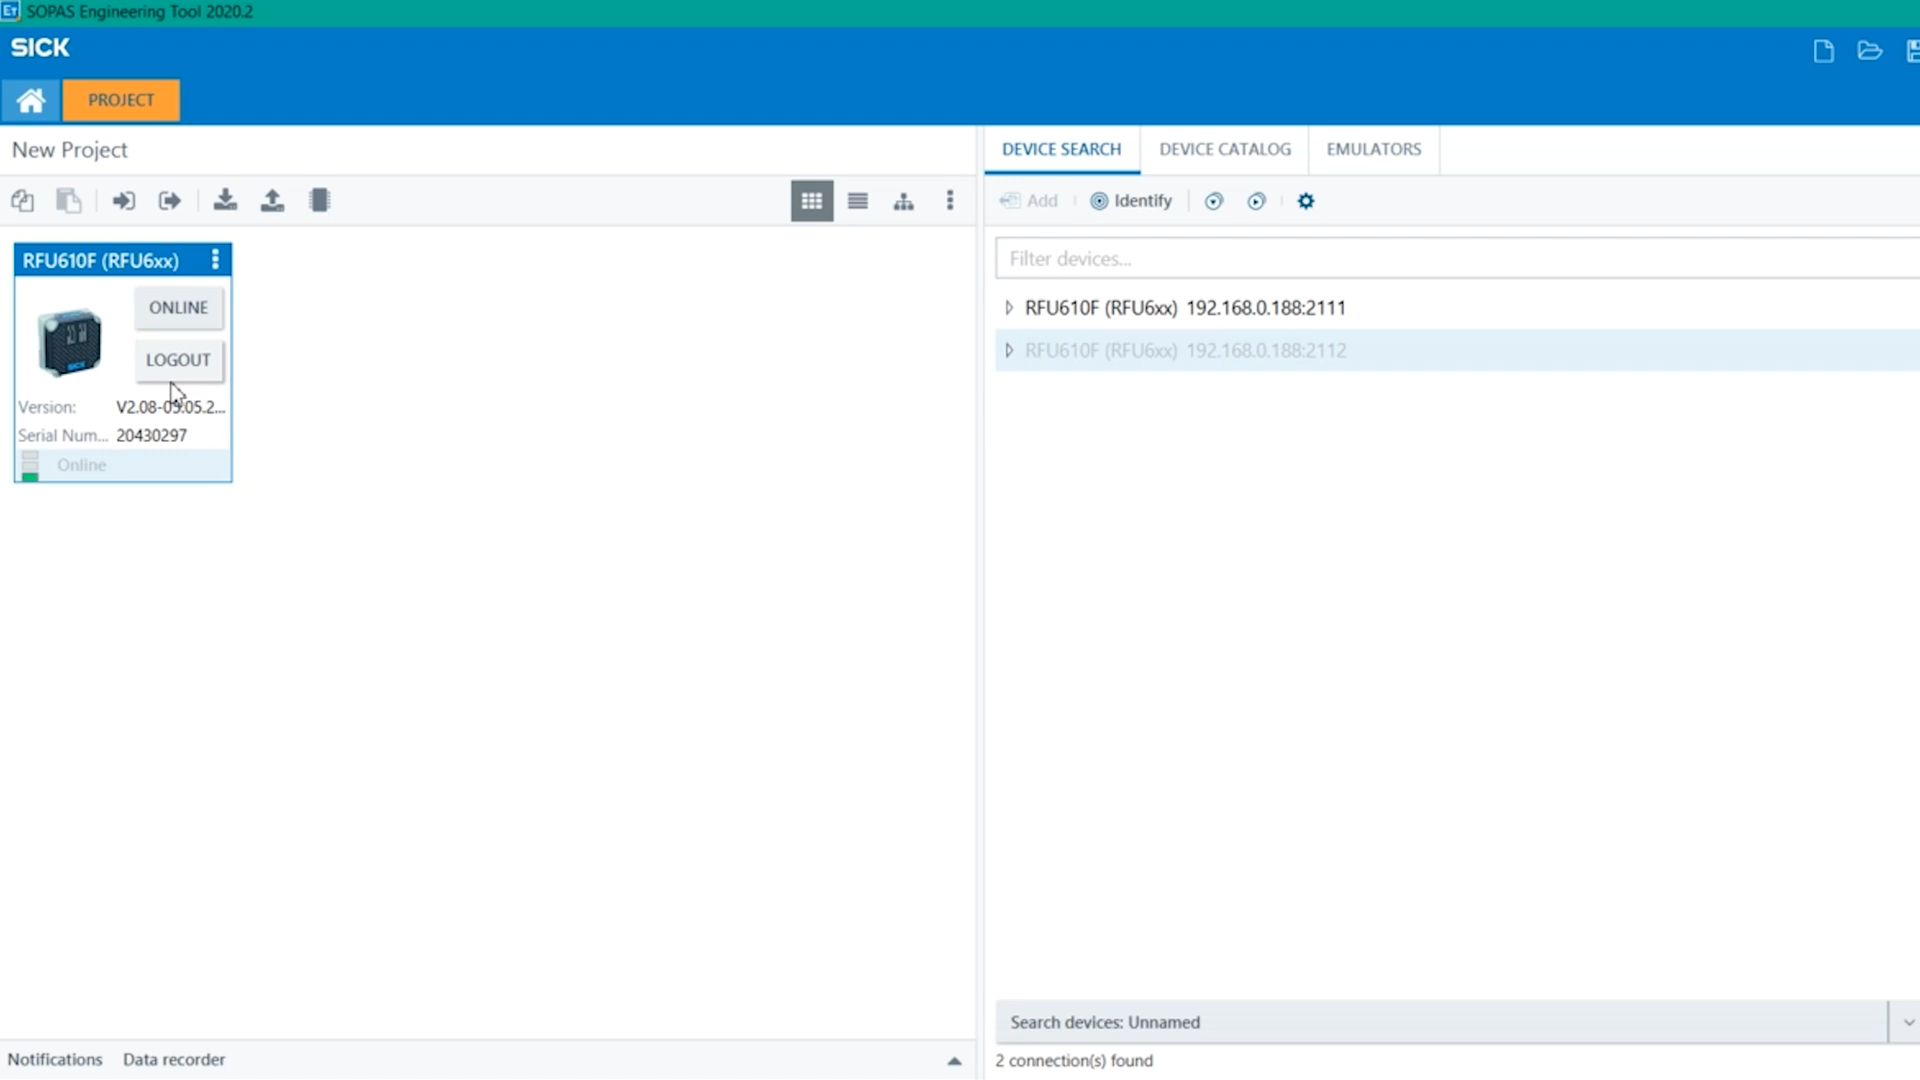 SOPAS Engineering Tool 2020.2
SICK
PROJECT
New Project
DEVICE SEARCH
DEVICE CATALOG
EMULATORS
Add
Identify
Filter devices...
RFU610F (RFU6xx)
ONLINE
LOGOUT
Version:
Serial Num... 20430297
Online
RFU610F (RFU6xx) 192.168.0.188:2111
RFU610F (RFU6xx) 192.168.0.188:2112
Search devices: Unnamed
Notifications
Data recorder
2 connection(s) found